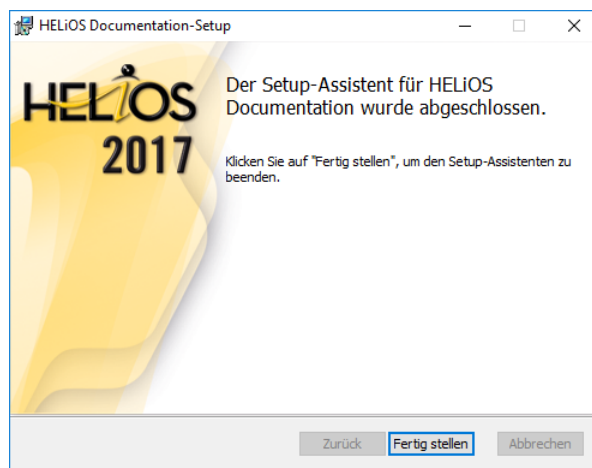 HELiOS Documentation-Setup
HELiOS
2017
Der Setup-Assistent für HELiOS
Documentation wurde abgeschlossen.
Klicken Sie auf "Fertig stellen", um den Setup-Assistenten zu
beenden.
Zurück Fertig stellen Abbrechen